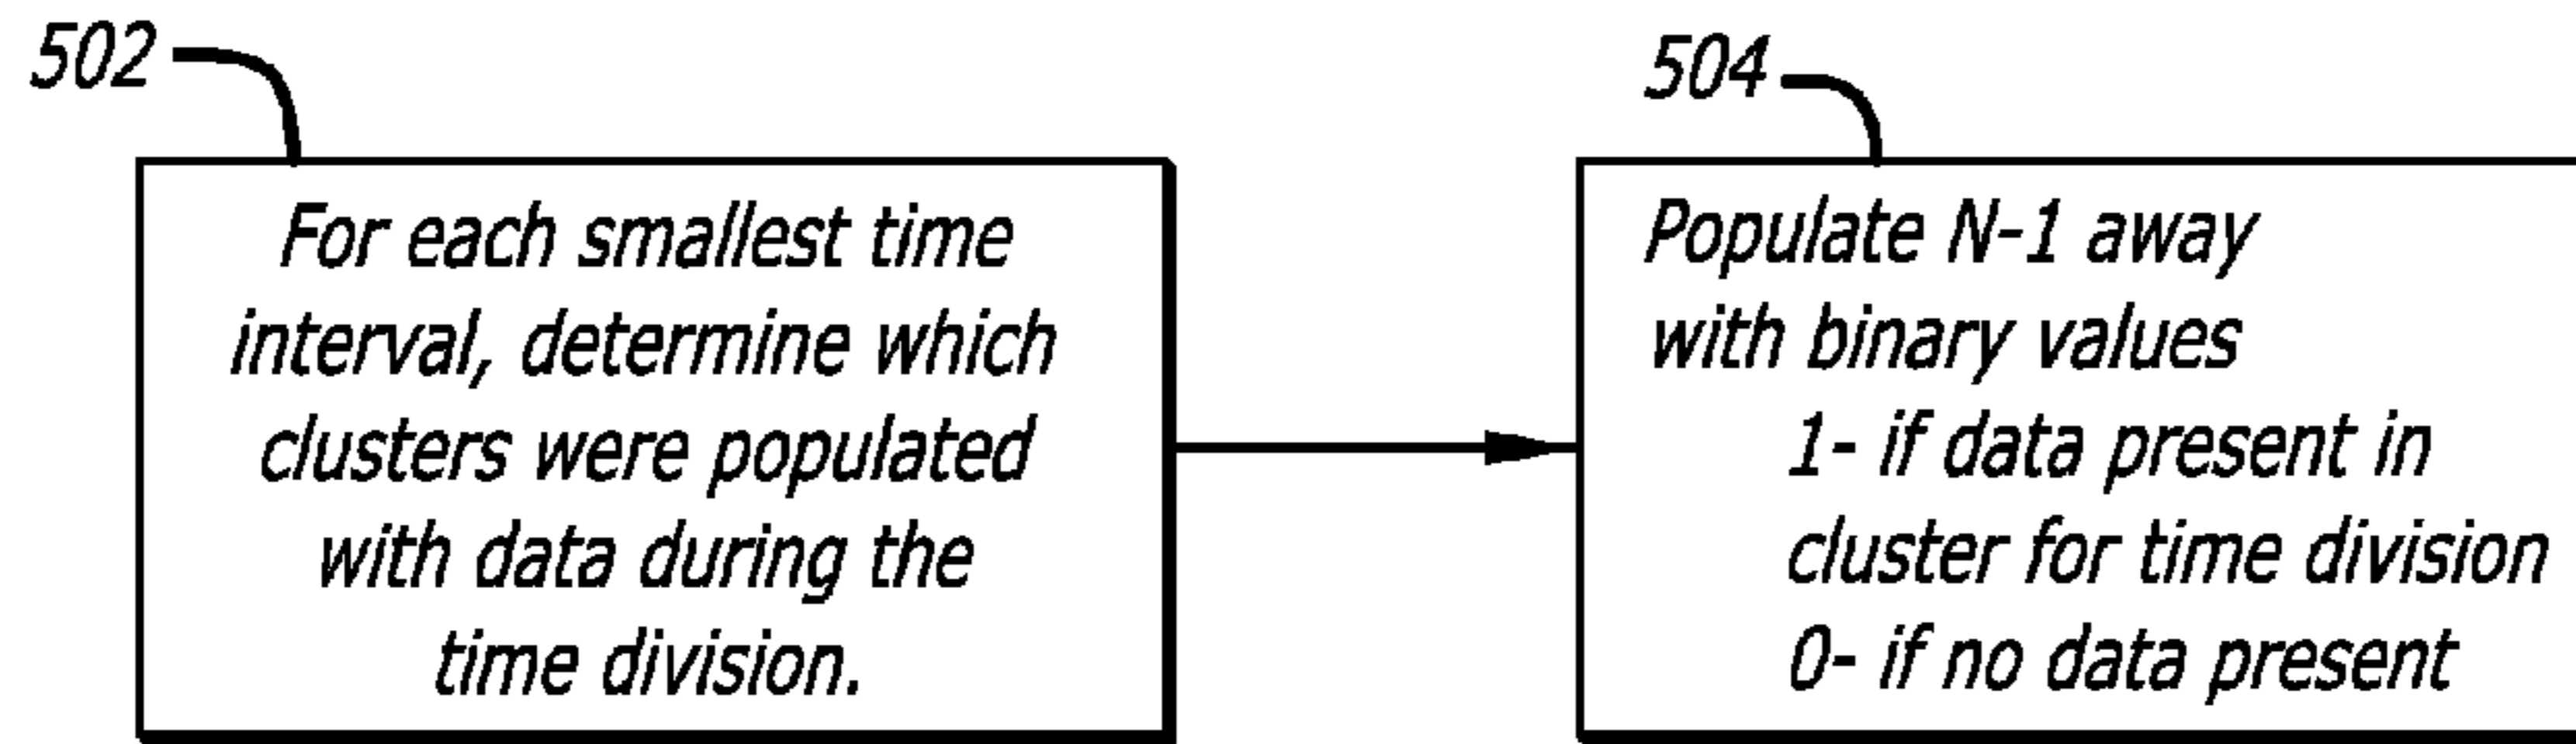 502
For each smallest time
interval, determine which
clusters were populated
with data during the
time division.
504
Populate N-1 away
with binary values
1- if data present in
cluster for time division
0- if no data present